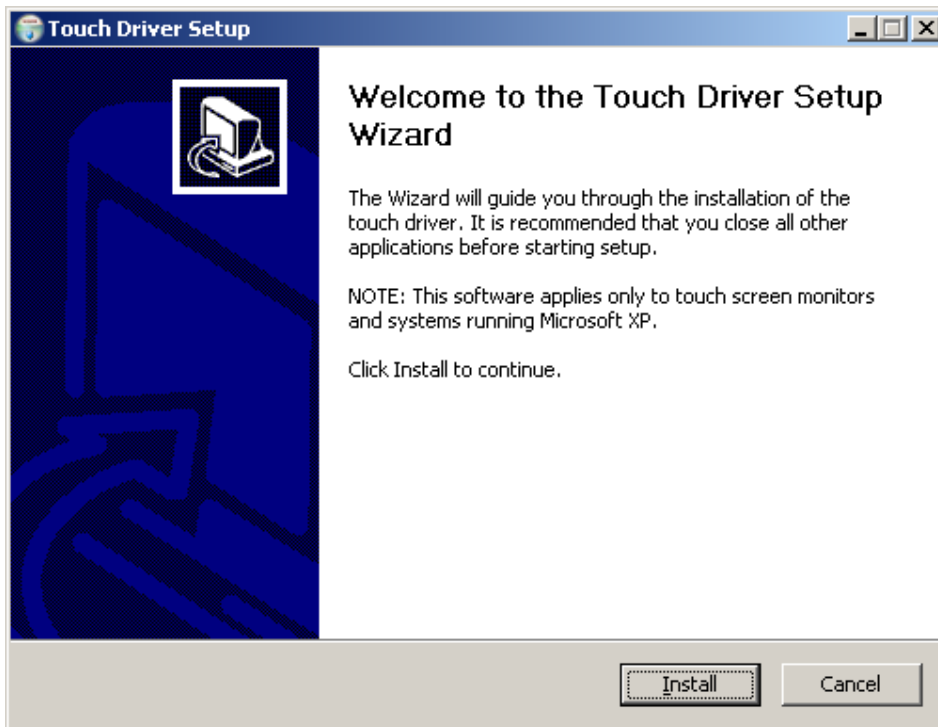 Touch Driver Setup
Welcome to the Touch Driver Setup
Wizard
The Wizard will guide you through the installation of the
touch driver. It is recommended that you close all other
applications before starting setup.
NOTE: This software applies only to touch screen monitors
and systems running Microsoft XP.
Click Install to continue.
Install
Cancel